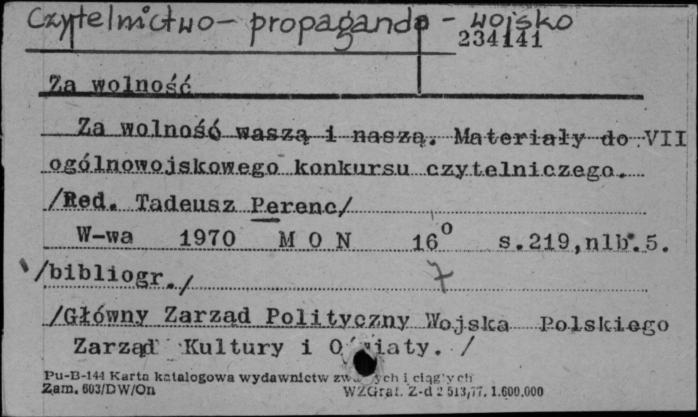 Czytelnictwo - propaganda - wojsko
234141
Za wolność
Za wolność waszą i naszą. Materiały do VII
ogólnowojskowego konkursu czytelniczego.
/Red. Tadeusz Perenc/
W-wa 1970 M O N 16⁰ s.219,nlb.5.
/bibliogr./ 7
/Główny Zarząd Polityczny Wojska Polskiego
Zarząd Kultury i Oświaty. /
Pu-B-144 Karta katalogowa wydawnictw zwartych i ciągłych
Zam. 603/DW/On WZGraf. Z-d 2 513,77. 1.600.000